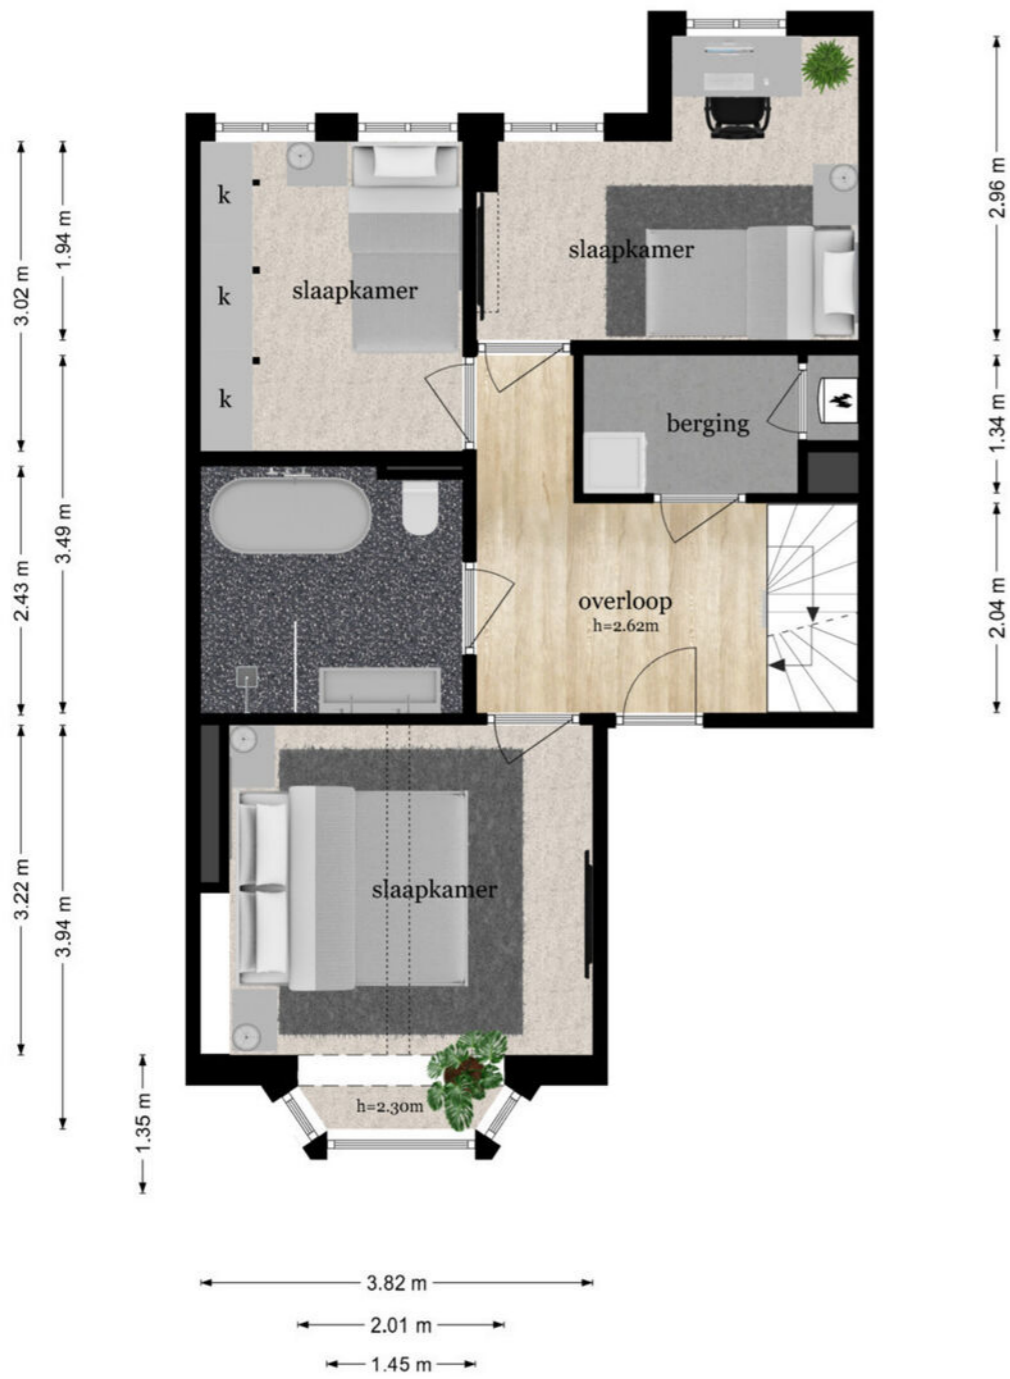 2.96 m
3.02 m
1.94 m
k
slaapkamer
slaapkamer
k
k
berging
1.34 m
2.43 m
3.49 m
overloop
h=2.62m
2.04 m
3.22 m
3.94 m
slaapkamer
h=2.30m
1.35 m
3.82 m
2.01 m
1.45 m